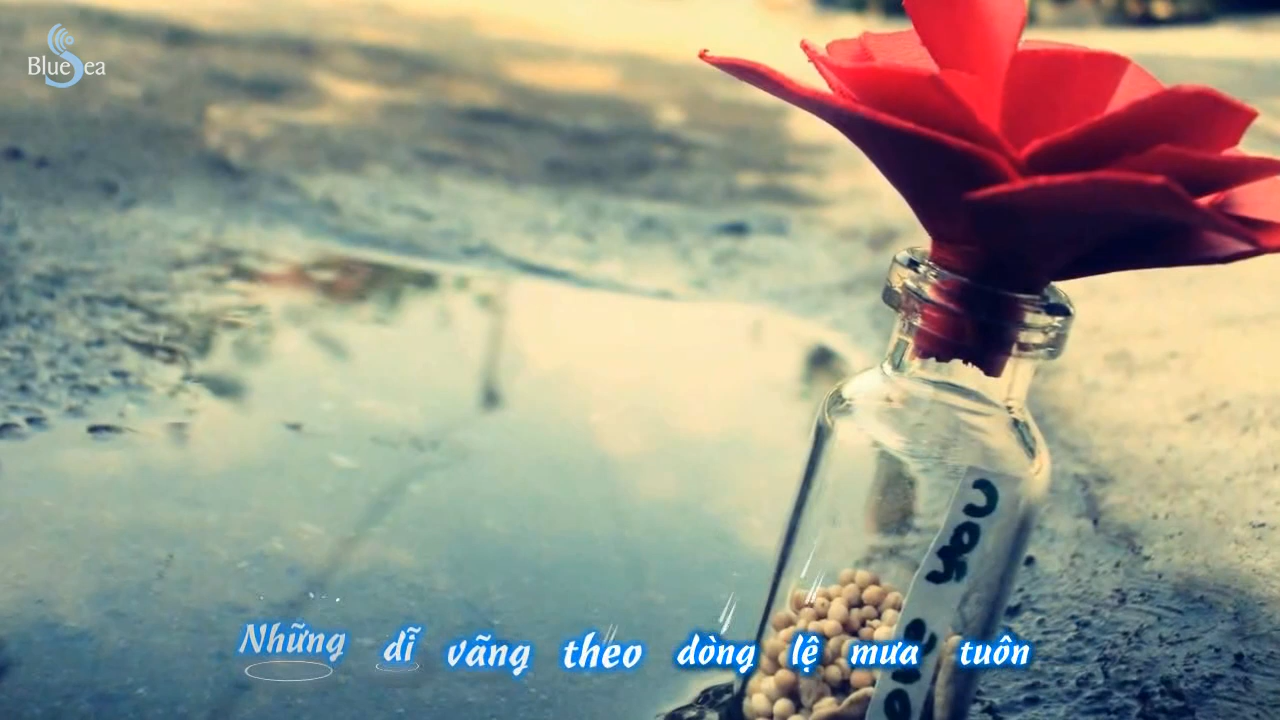 BlueSea
Những dĩ vãng theo dòng lệ mưa tuôn